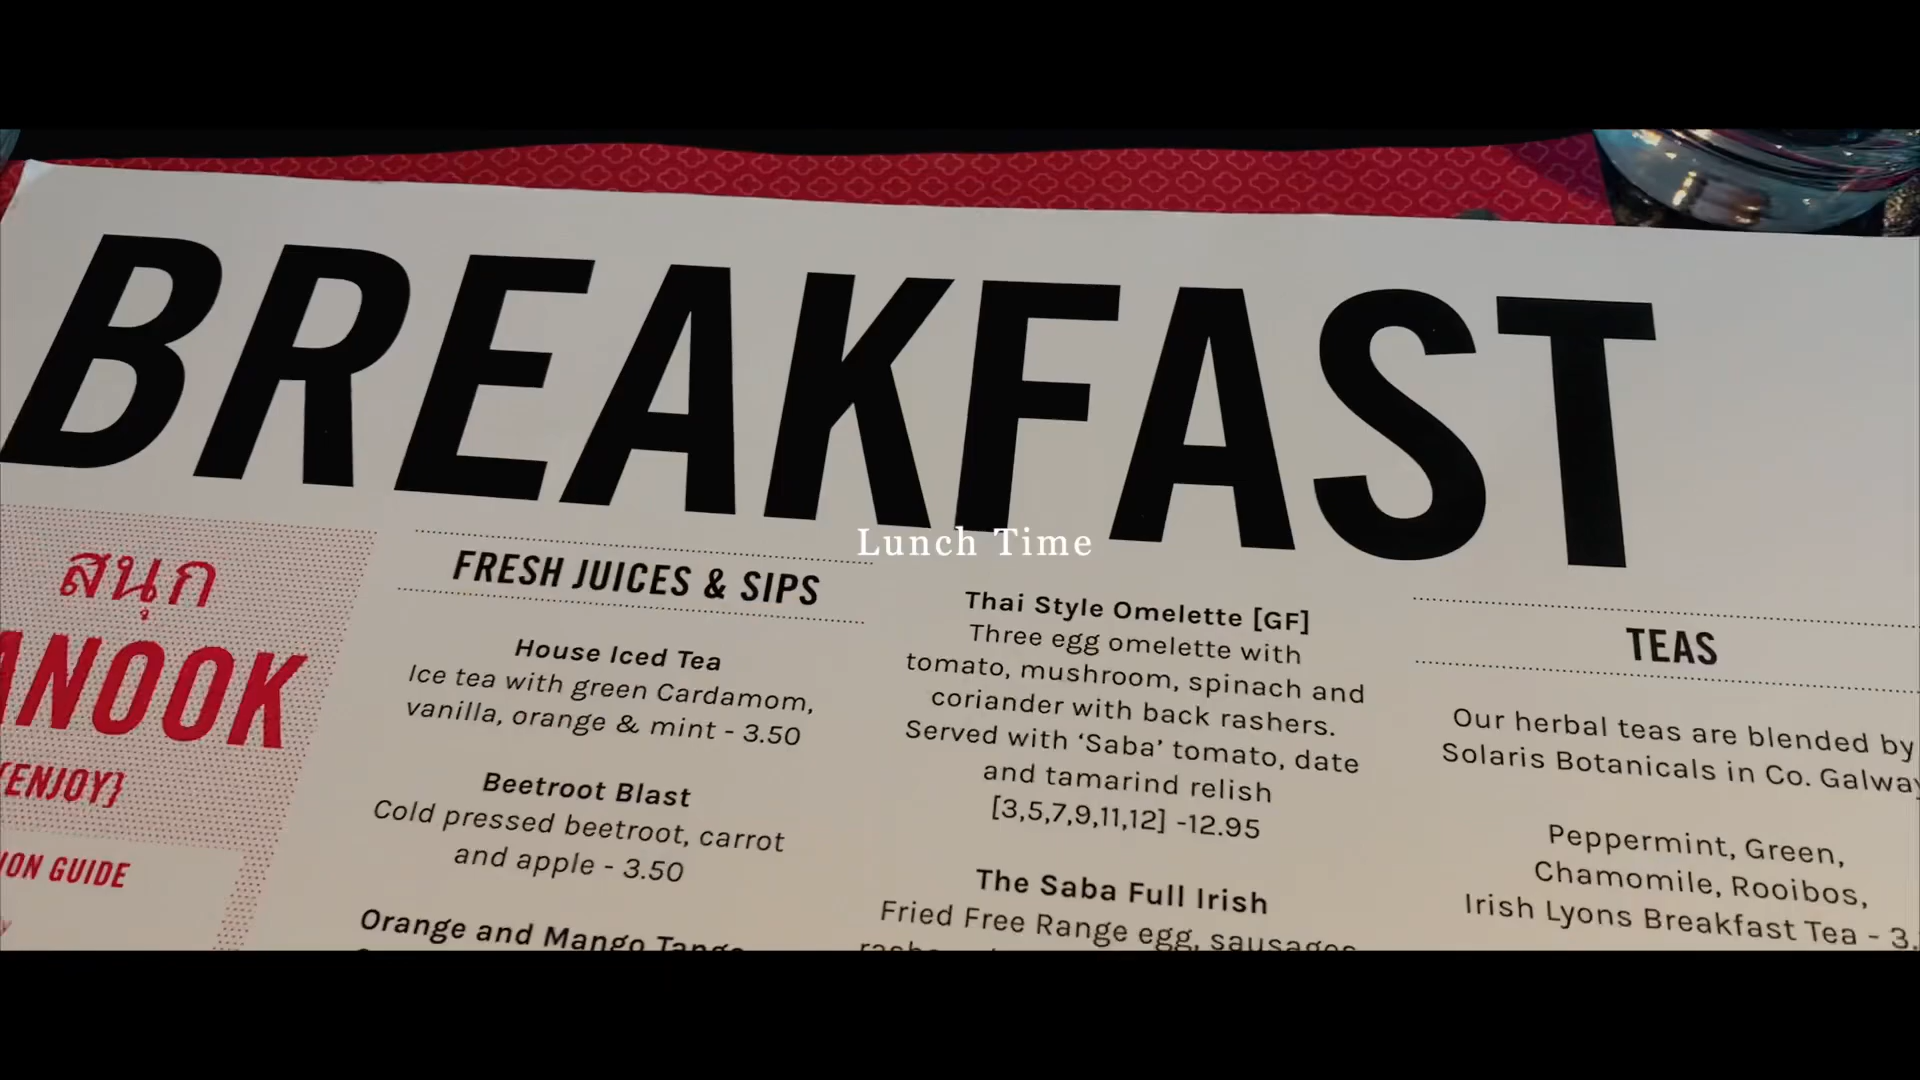 BREAKFAST
Lunch Time
สนุก
ENJOY}
GUIDE
FRESH JUICES & SIPS
House Iced Tea
Ice tea with green Cardamom,
vanilla, orange & mint - 3.50
Beetroot Blast
Cold pressed beetroot, carrot
and apple - 3.50
Orange and Mango
Thai Style Omelette [GF]
Three egg omelette with
tomato, mushroom, spinach and
coriander with back rashers.
Served with ‘Saba’ tomato, date
and tamarind relish
[3,5,7,9,11,12] -12.95
The Saba Full Irish
Fried Free Range egg, sausages
TEAS
Our herbal teas are blended by
Solaris Botanicals in Co. Galway
Peppermint, Green,
Chamomile, Rooibos,
Irish Lyons Breakfast Tea - 3.